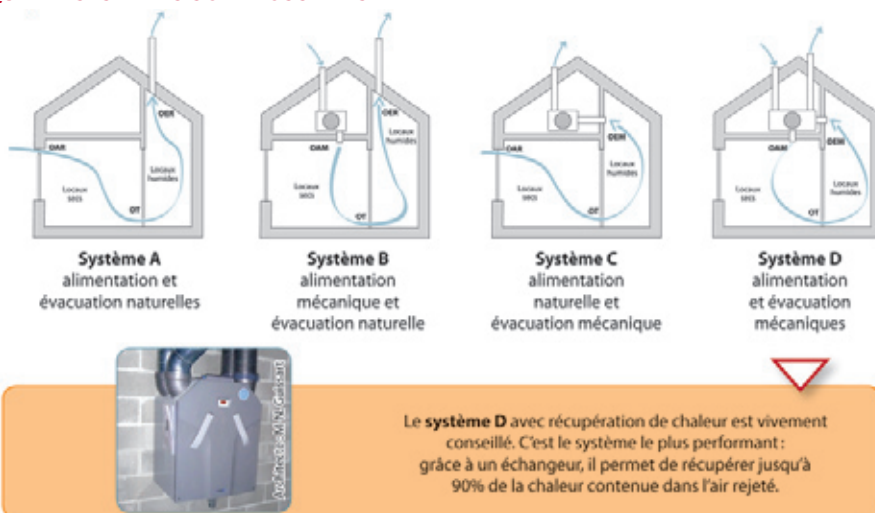 OER
OAR
Locaux
secs
Locaux
humides
OT
OER
OAM
Locaux
secs
Locaux
humides
OT
OAR
OEM
Locaux
secs
Locaux
humides
OT
OAM
OEM
Locaux
secs
Locaux
humides
OT
Système A
alimentation et
évacuation naturelles
Système B
alimentation
mécanique et
évacuation naturelle
Système C
alimentation
naturelle et
évacuation mécanique
Système D
alimentation
et évacuation
mécaniques
Le système D avec récupération de chaleur est vivement
conseillé. C'est le système le plus performant :
grâce à un échangeur, il permet de récupérer jusqu'à
90% de la chaleur contenue dans l'air rejeté.